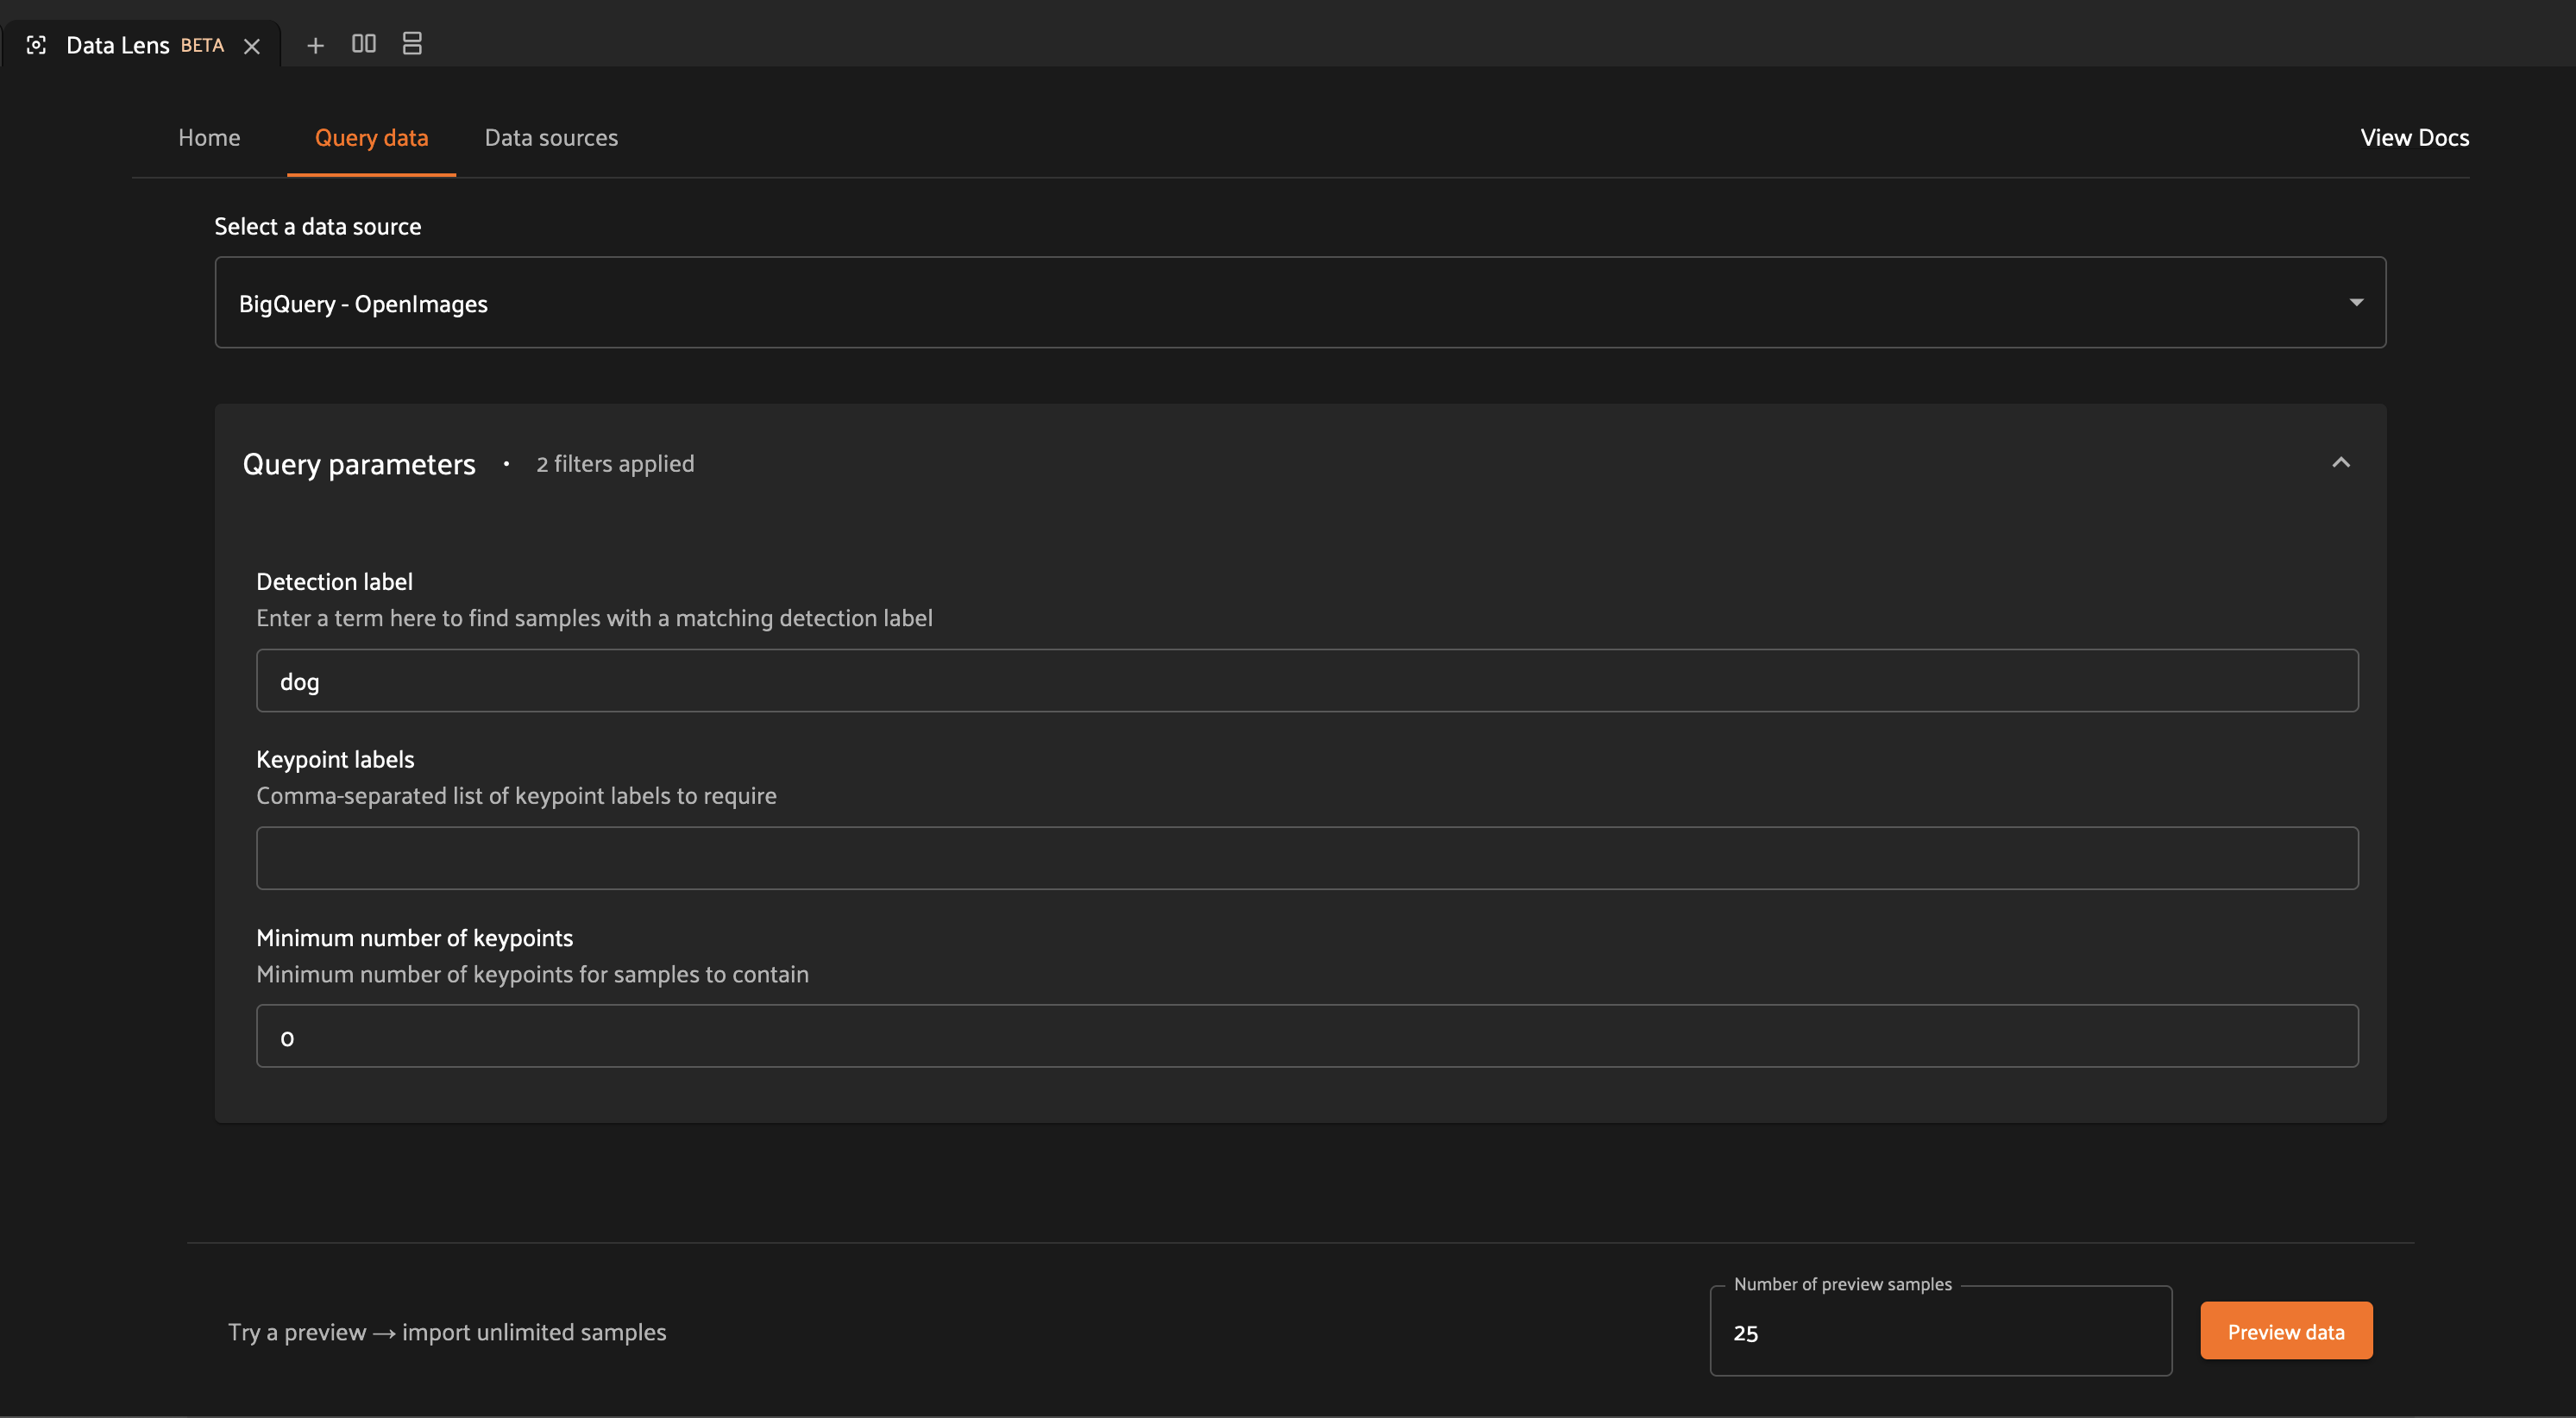 Data Lens BETA
Home Query data Data sources View Docs
Select a data source
BigQuery - OpenImages
Query parameters • 2 filters applied
Detection label
Enter a term here to find samples with a matching detection label
dog
Keypoint labels
Comma-separated list of keypoint labels to require
Minimum number of keypoints
Minimum number of keypoints for samples to contain
0
Number of preview samples
Try a preview → import unlimited samples 25 Preview data